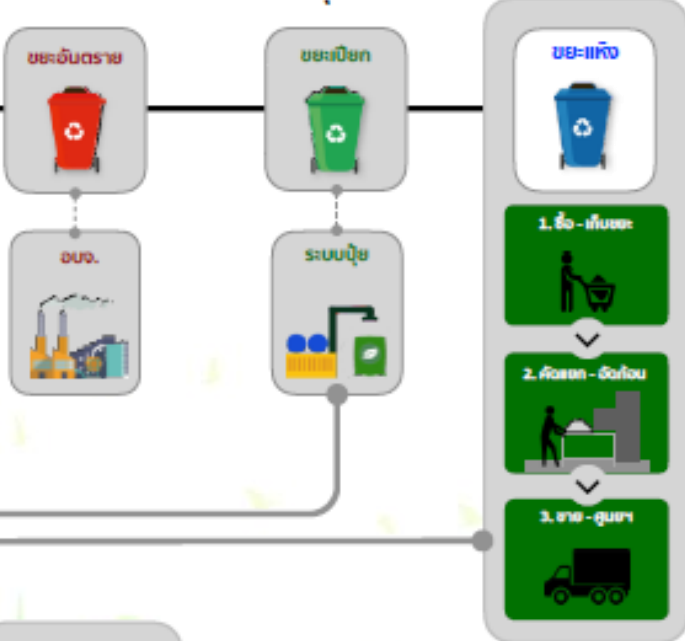 ขยะอันตราย
ขยะเปียก
ขยะแห้ง
อบจ.
ระบบปุ๋ย
1. ซื้อ - เก็บขยะ
2. คัดแยก - อัดก้อน
3. ขาย - ศูนย์ฯ